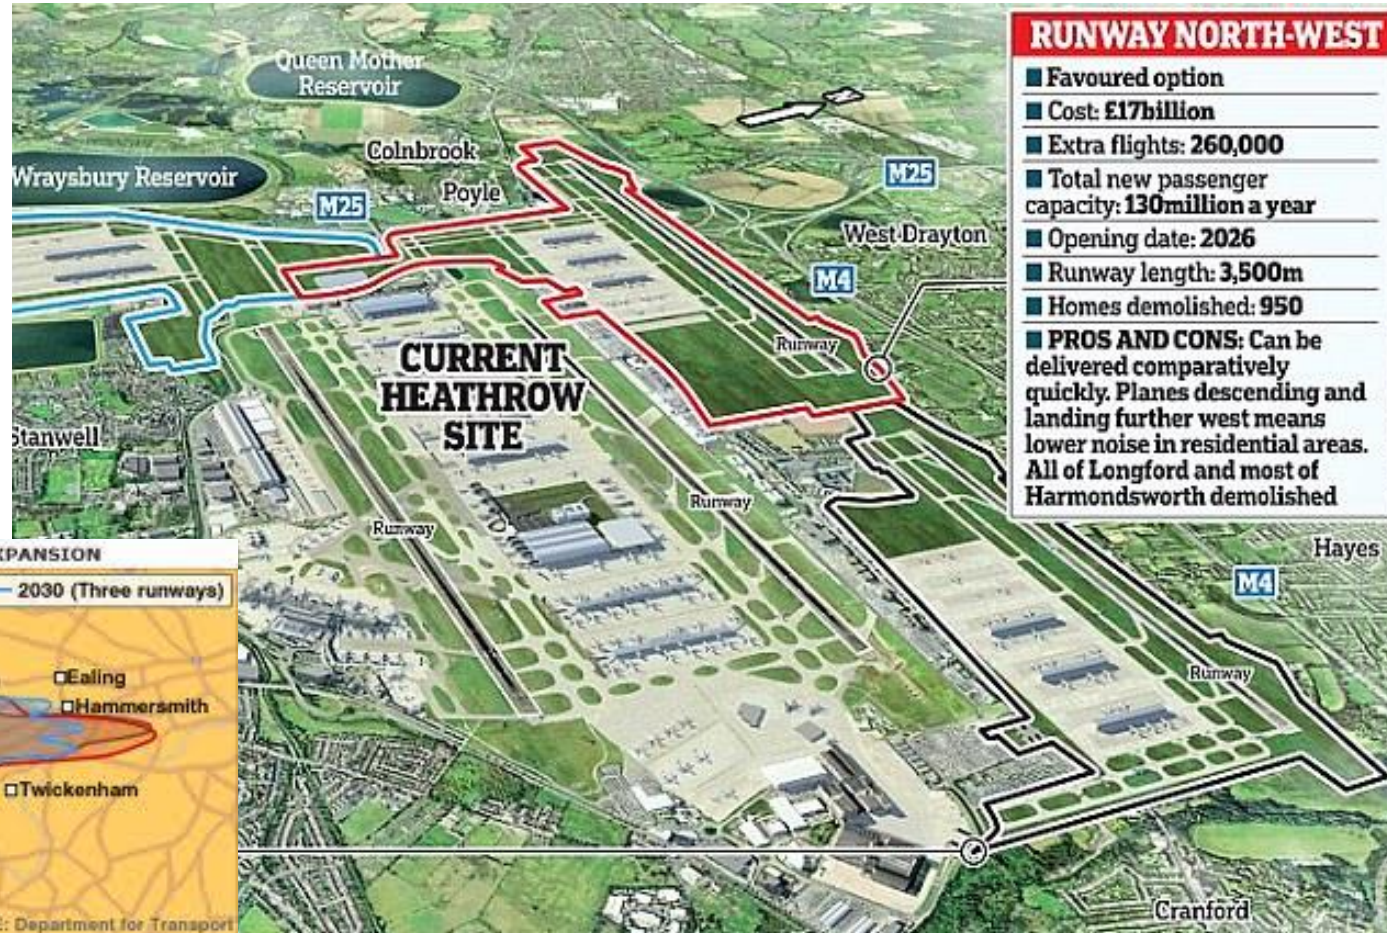 Queen Mother
Reservoir
Wraysbury Reservoir
Colnbrook
Poyle
M25
M25
West Drayton
M4
Runway
CURRENT
HEATHROW
SITE
Stanwell
Runway
Runway
Hayes
M4
Runway
Cranford
RUNWAY NORTH-WEST
Favoured option
Cost: £17billion
Extra flights: 260,000
Total new passenger
capacity: 130million a year
Opening date: 2026
Runway length: 3,500m
Homes demolished: 950
PROS AND CONS: Can be
delivered comparatively
quickly. Planes descending and
landing further west means
lower noise in residential areas.
All of Longford and most of
Harmondsworth demolished
2030 (Three runways)
Ealing
Hammersmith
Twickenham
Department for Transport